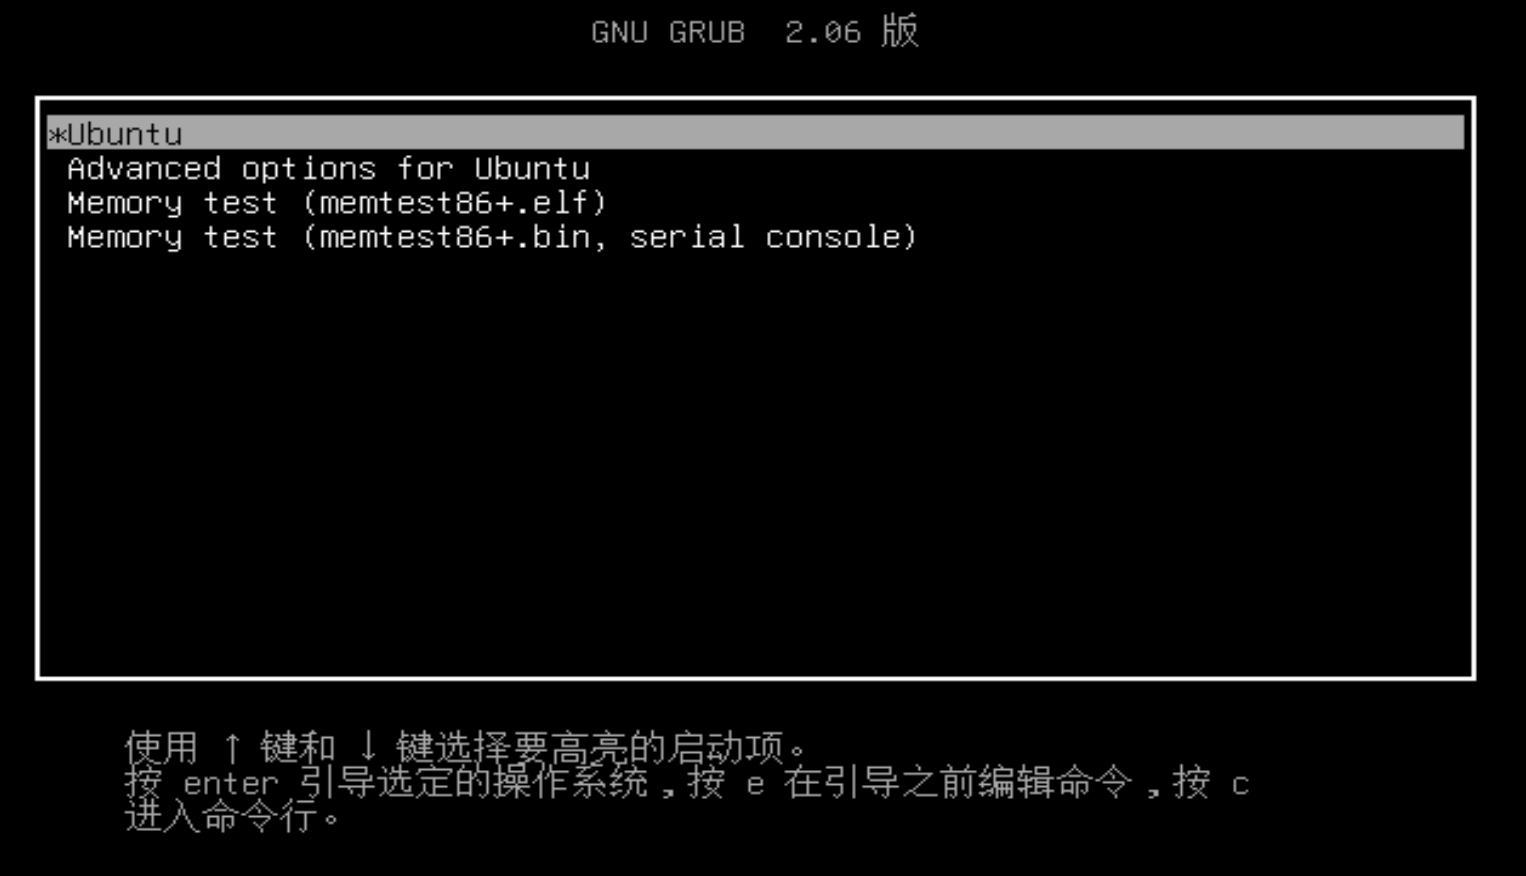 GNU GRUB  2.06 版
*Ubuntu
Advanced options for Ubuntu
Memory test (memtest86+.elf)
Memory test (memtest86+.bin, serial console)
使用 ↑ 键和 ↓ 键选择要高亮的启动项。
按 enter 引导选定的操作系统，按 e 在引导之前编辑命令，按 c
进入命令行。